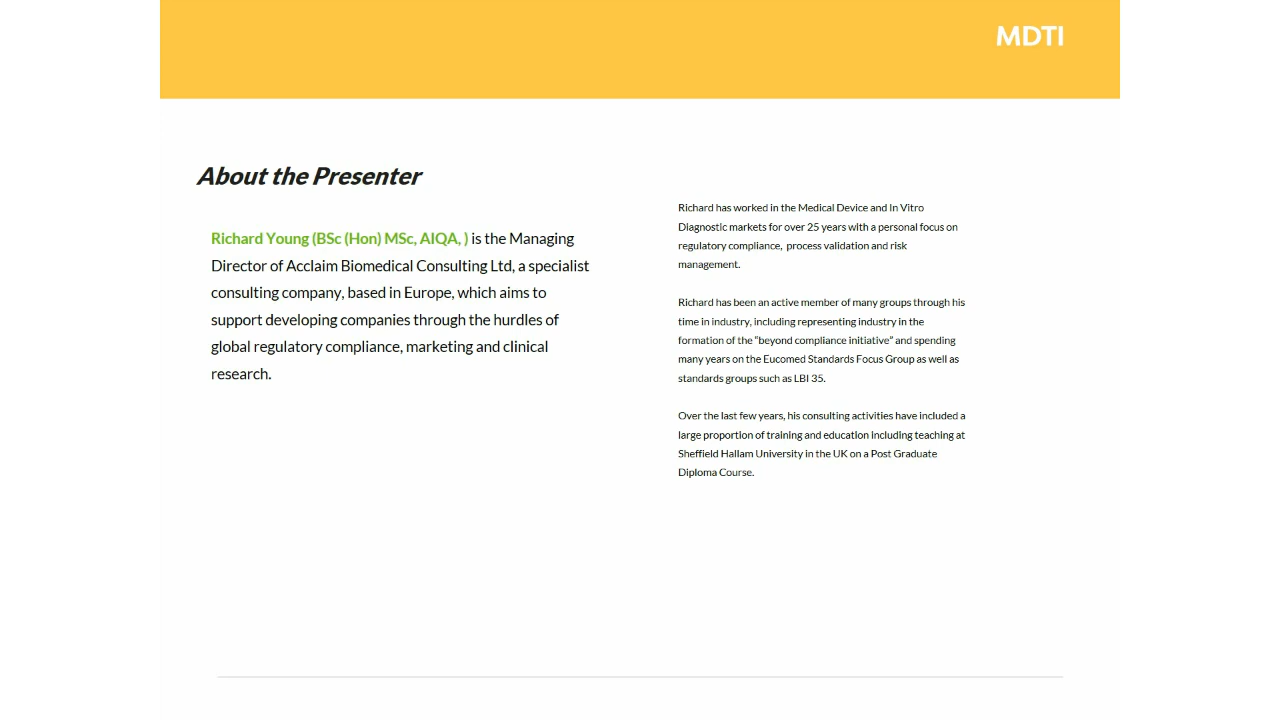 MDTI
About the Presenter
Richard Young (BSc (Hon) MSc, AIQA, ) is the Managing
Director of Acclaim Biomedical Consulting Ltd, a specialist
consulting company, based in Europe, which aims to
support developing companies through the hurdles of
global regulatory compliance, marketing and clinical
research.
Richard has worked in the Medical Device and In Vitro
Diagnostic markets for over 25 years with a personal focus on
regulatory compliance,  process validation and risk
management.
Richard has been an active member of many groups through his
time in industry, including representing industry in the
formation of the “beyond compliance initiative” and spending
many years on the Eucomed Standards Focus Group as well as
standards groups such as LBI 35.
Over the last few years, his consulting activities have included a
large proportion of training and education including teaching at
Sheffield Hallam University in the UK on a Post Graduate
Diploma Course.